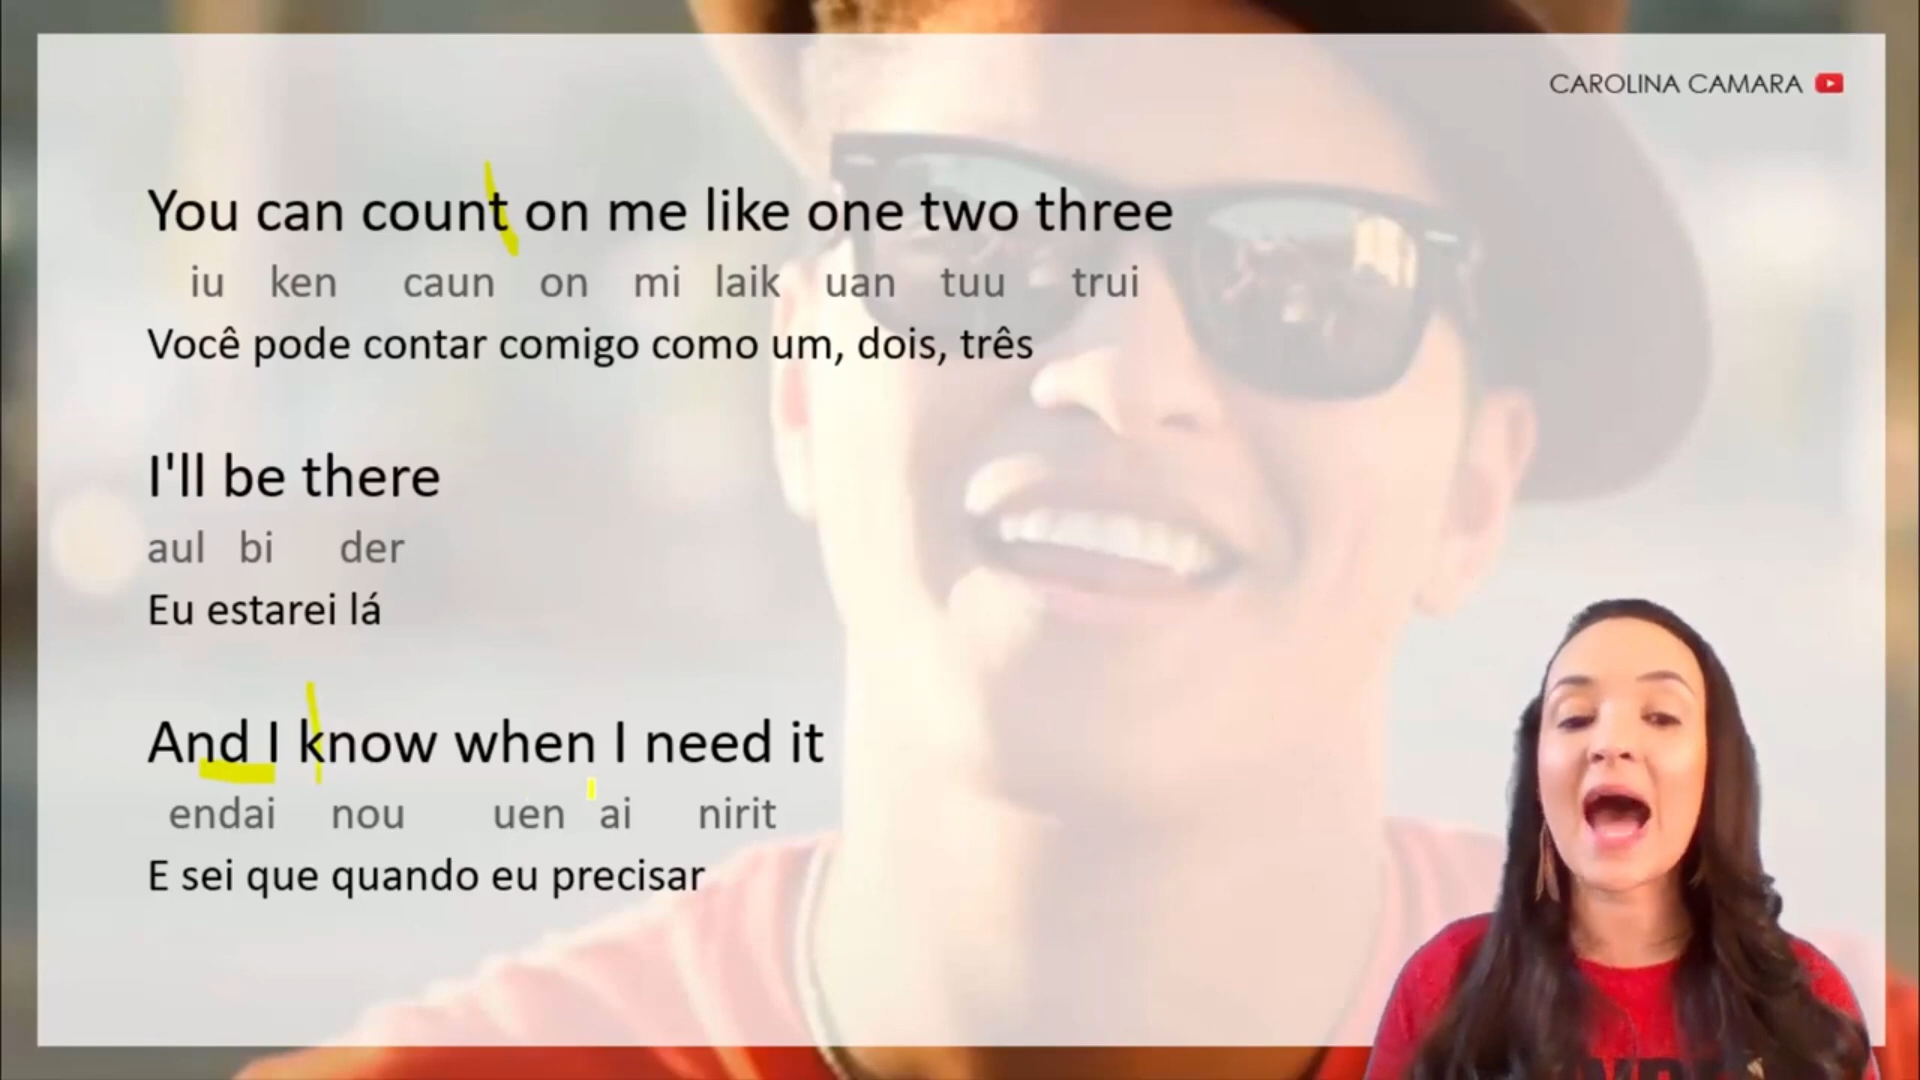 CAROLINA CAMARA
You can count on me like one two three
iu ken caun on mi laik uan tuu trui
Você pode contar comigo como um, dois, três
I'll be there
aul bi der
Eu estarei lá
And I know when I need it
endai nou uen 'ai nirit
E sei que quando eu precisar